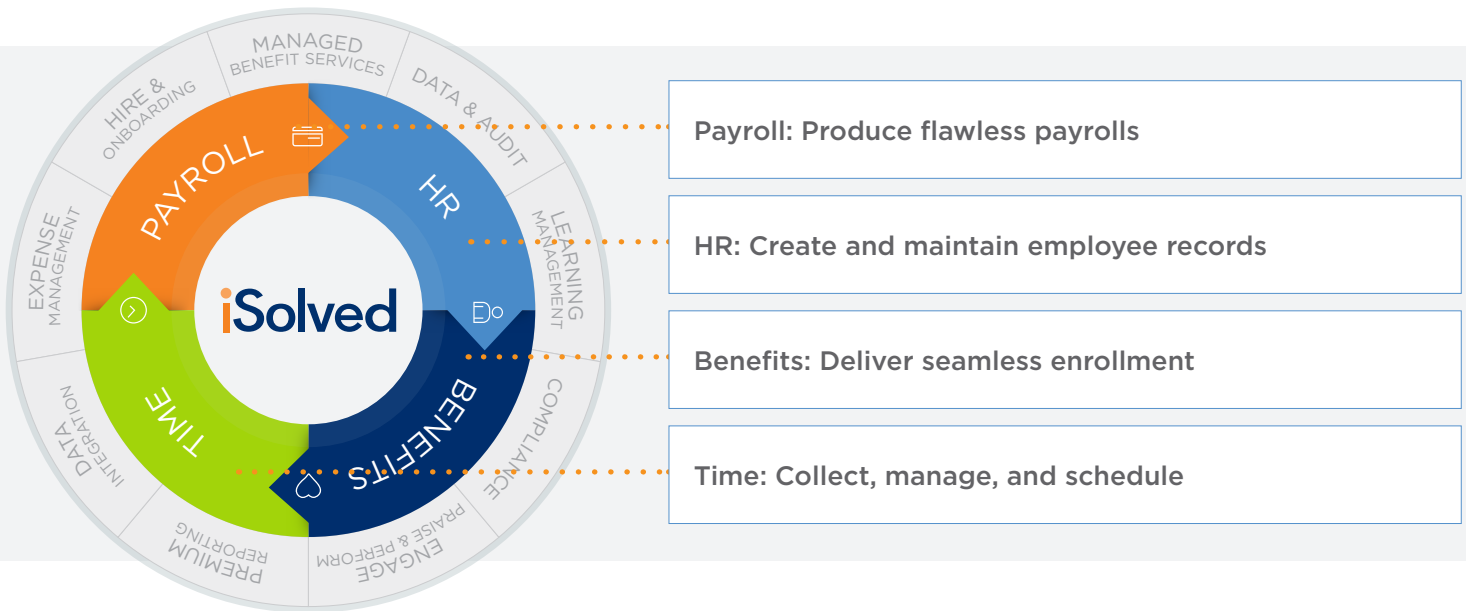 MANAGED
BENEFIT SERVICES
DATA & AUDIT
LEARNING
MANAGEMENT
COMPLIANCE
ENGAGE
PRAISE & PERFORM
PREMIUM
REPORTING
DATA
INTEGRATION
EXPENSE
MANAGEMENT
HIRE &
ONBOARDING
PAYROLL
HR
BENEFITS
TIME
iSolved
Payroll: Produce flawless payrolls
HR: Create and maintain employee records
Benefits: Deliver seamless enrollment
Time: Collect, manage, and schedule